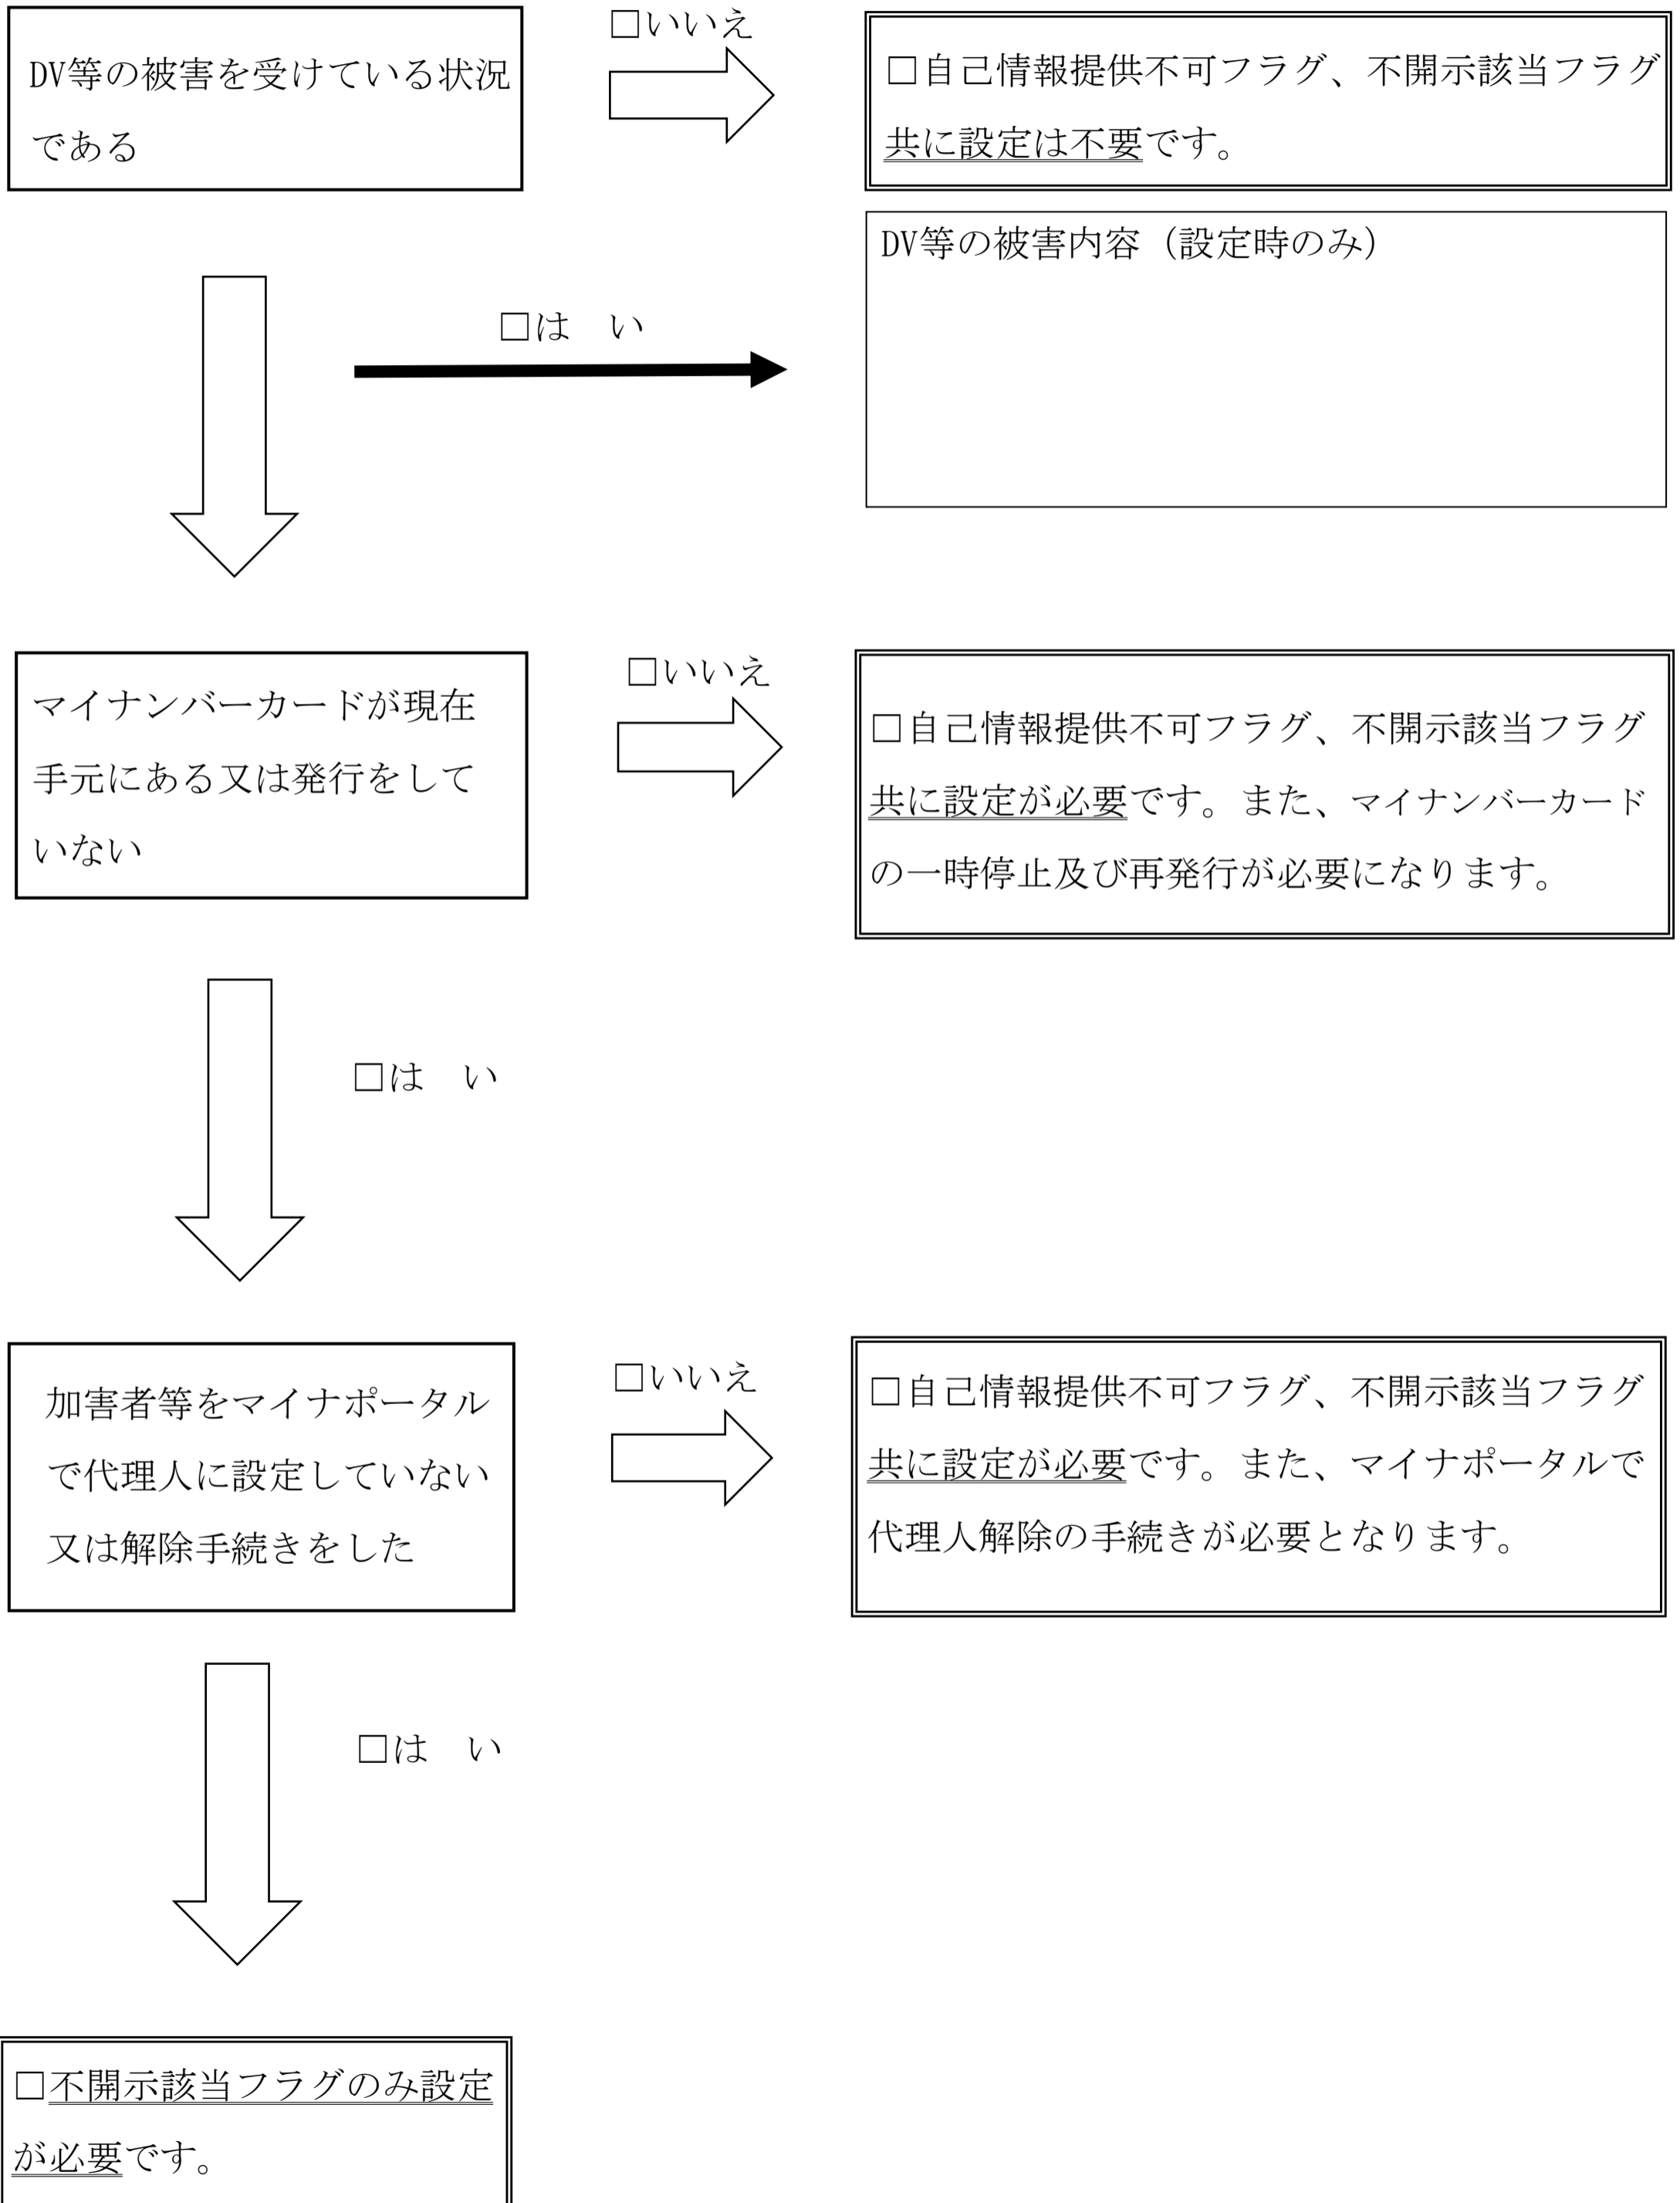 DV等の被害を受けている状況
である
□いいえ
□自己情報提供不可フラグ、不開示該当フラグ
共に設定は不要です。
DV等の被害内容（設定時のみ）
□は　い
マイナンバーカードが現在
手元にある又は発行をして
いない
□いいえ
□自己情報提供不可フラグ、不開示該当フラグ
共に設定が必要です。また、マイナンバーカード
の一時停止及び再発行が必要になります。
□は　い
加害者等をマイナポータル
で代理人に設定していない
又は解除手続きをした
□いいえ
□自己情報提供不可フラグ、不開示該当フラグ
共に設定が必要です。また、マイナポータルで
代理人解除の手続きが必要となります。
□は　い
□不開示該当フラグのみ設定
が必要です。